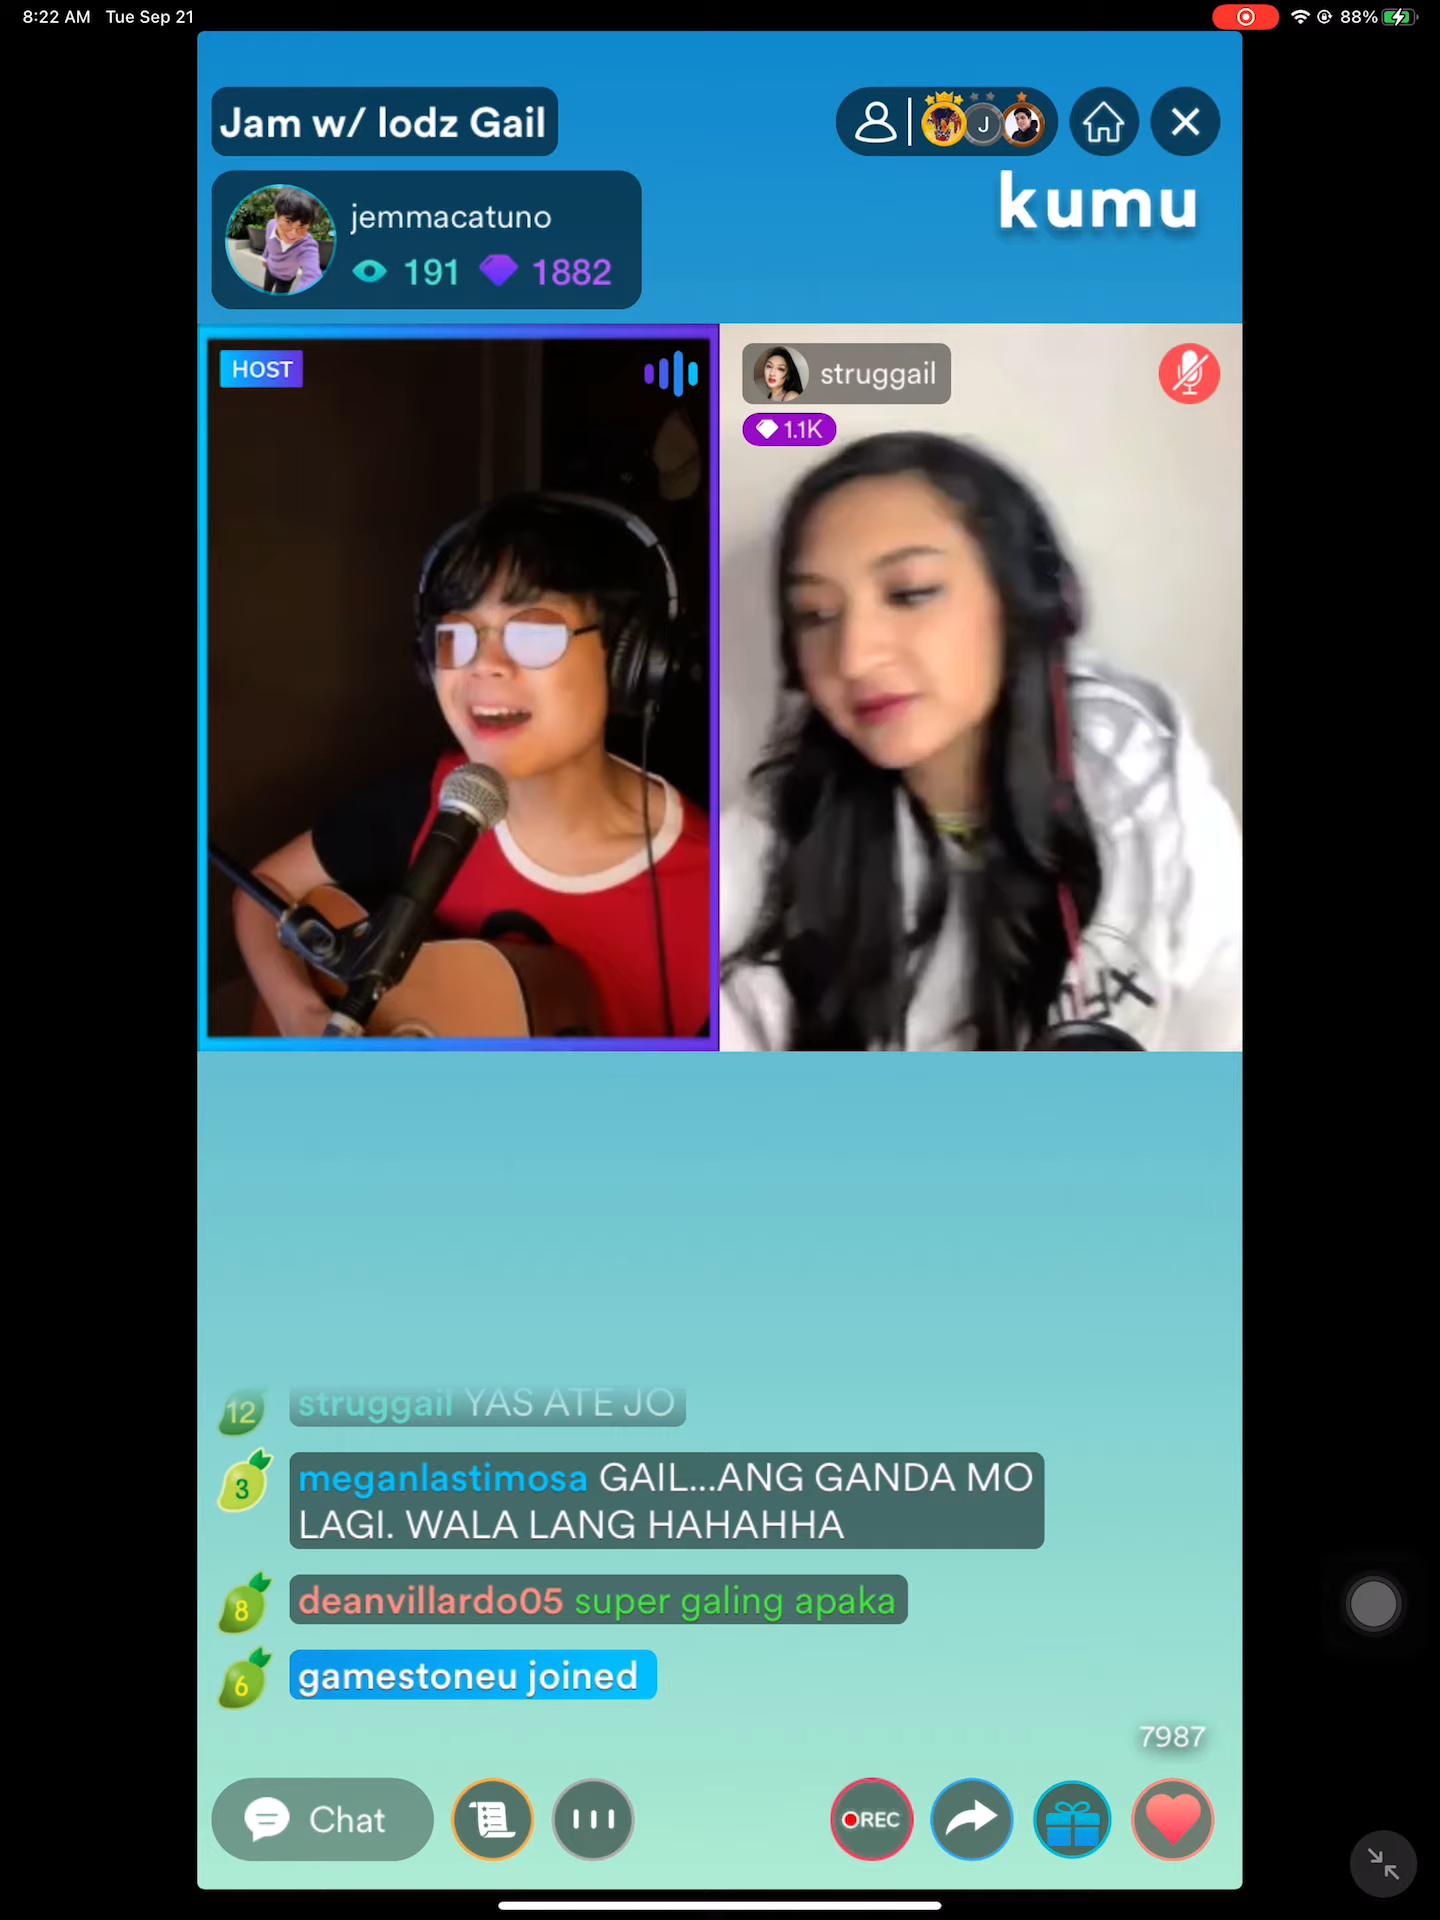 8:22 AM Tue Sep 21
88%
Jam w/ lodz Gail
J
kumu
jemmacatuno
191 1882
HOST
struggail
1.1K
12 struggail YAS ATE JO
3 meganlastimosa GAIL...ANG GANDA MO
LAGI. WALA LANG HAHAHHA
8 deanvillardo05 super galing apaka
6 gamestoneu joined
7987
Chat
REC